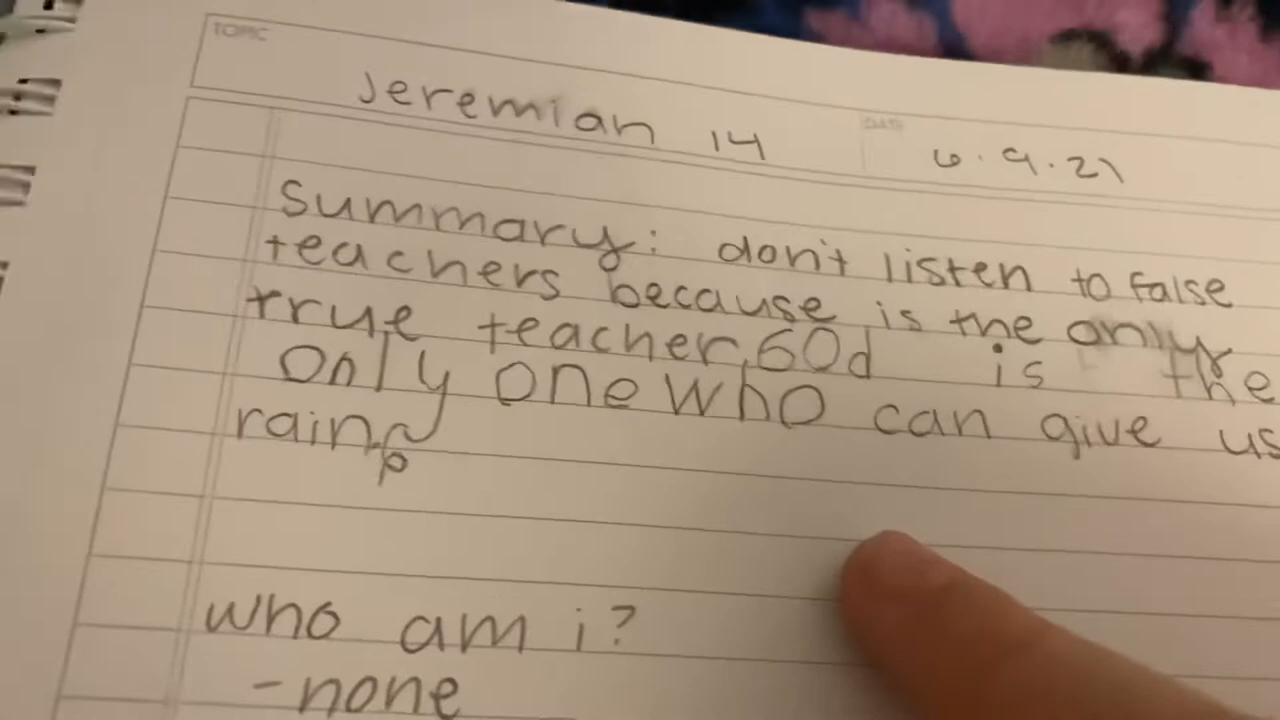 TOPIC
Jeremian 14
DATE
6.9.21
Summary: don't listen to false
teachers because is the only
true teacher, God is the
only one who can give us
rain
who am i?
-none